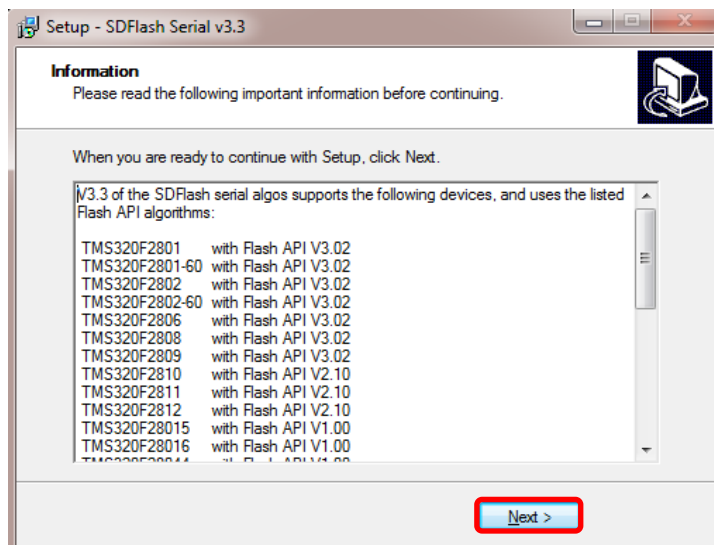 Setup - SDFlash Serial v3.3
Information
Please read the following important information before continuing.
When you are ready to continue with Setup, click Next.
V3.3 of the SDFlash serial algos supports the following devices, and uses the listed
Flash API algorithms:
TMS320F2801 with Flash API V3.02
TMS320F2801-60 with Flash API V3.02
TMS320F2802 with Flash API V3.02
TMS320F2802-60 with Flash API V3.02
TMS320F2806 with Flash API V3.02
TMS320F2808 with Flash API V3.02
TMS320F2809 with Flash API V3.02
TMS320F2810 with Flash API V2.10
TMS320F2811 with Flash API V2.10
TMS320F2812 with Flash API V2.10
TMS320F28015 with Flash API V1.00
TMS320F28016 with Flash API V1.00
Next >